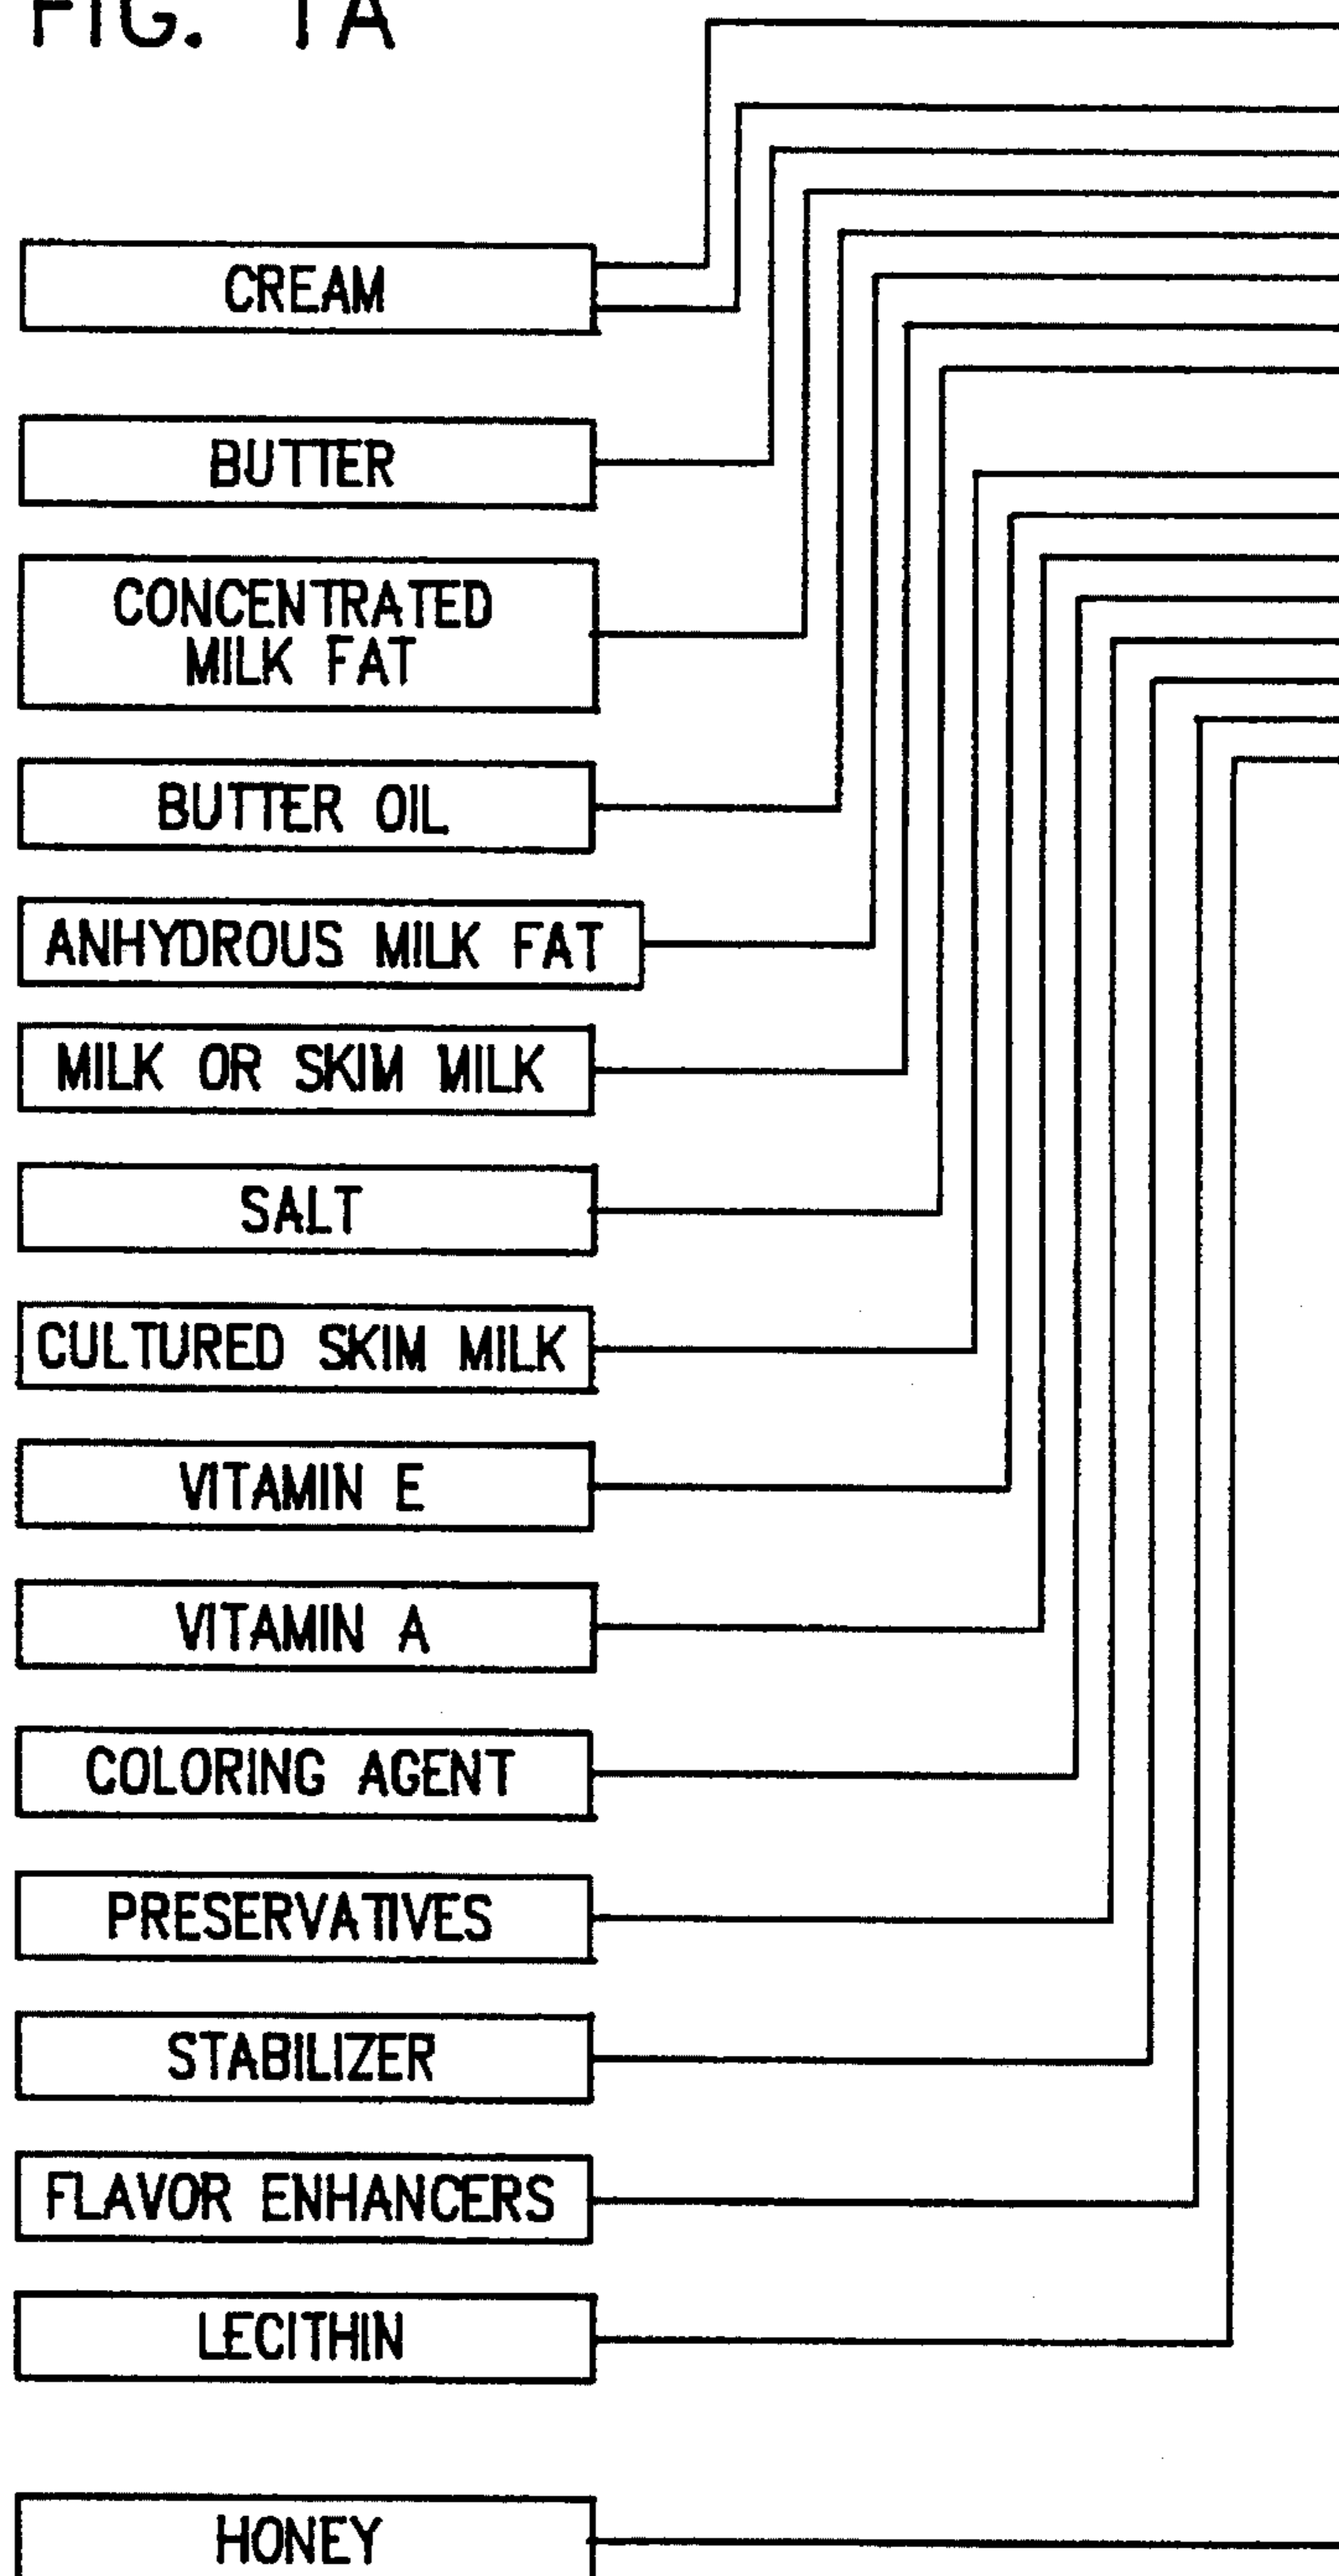 FIG. 1A
CREAM
BUTTER
CONCENTRATED
MILK FAT
BUTTER OIL
ANHYDROUS MILK FAT
MILK OR SKIM MILK
SALT
CULTURED SKIM MILK
VITAMIN E
VITAMIN A
COLORING AGENT
PRESERVATIVES
STABILIZER
FLAVOR ENHANCERS
LECITHIN
HONEY